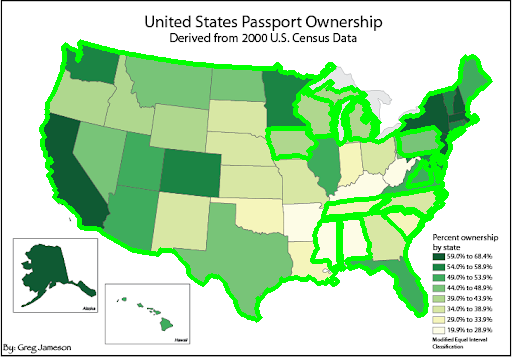 United States Passport Ownership
Derived from 2000 U.S. Census Data
Alaska
Hawaii
Percent ownership
by state
59.0% to 68.4%
54.0% to 58.9%
49.0% to 53.9%
44.0% to 48.9%
39.0% to 43.9%
34.0% to 38.9%
29.0% to 33.9%
19.9% to 28.9%
Modified Equal Interval
Classification
By: Greg Jameson